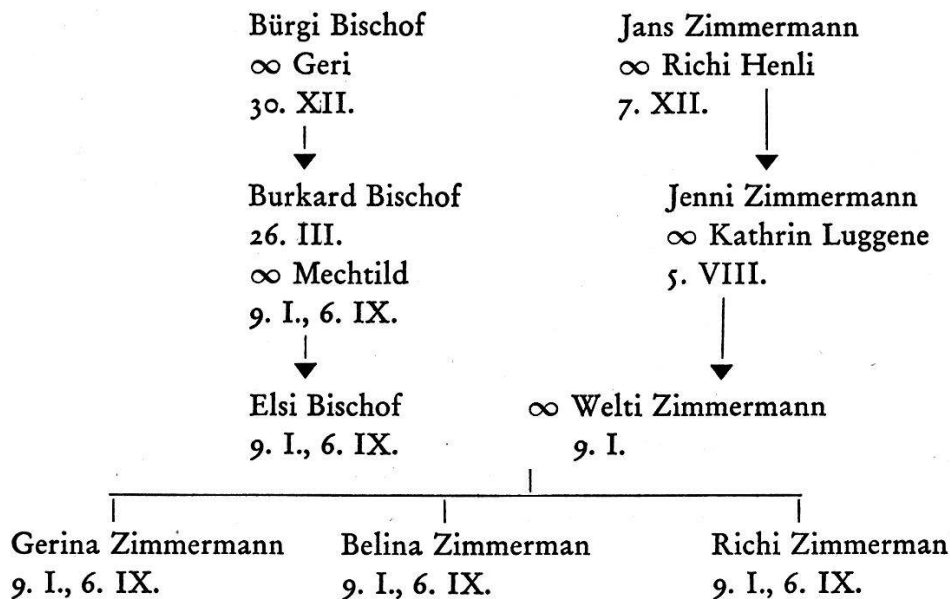 Bürgi Bischof
∞ Geri
30. XII.
Jans Zimmermann
∞ Richi Henli
7. XII.
Burkard Bischof
26. III.
∞ Mechtild
9. I., 6. IX.
Jenni Zimmermann
∞ Kathrin Luggene
5. VIII.
Elsi Bischof
9. I., 6. IX.
∞ Welti Zimmermann
9. I.
Gerina Zimmermann
9. I., 6. IX.
Belina Zimmerman
9. I., 6. IX.
Richi Zimmerman
9. I., 6. IX.